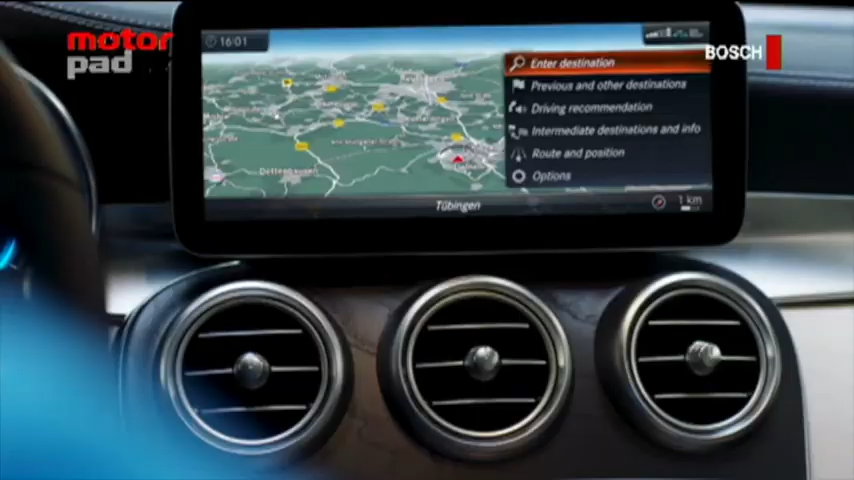 motor
pad
16:01
BOSCH
Enter destination
Previous and other destinations
Driving recommendation
Intermediate destinations and info
Route and position
Options
Tübingen
1 km